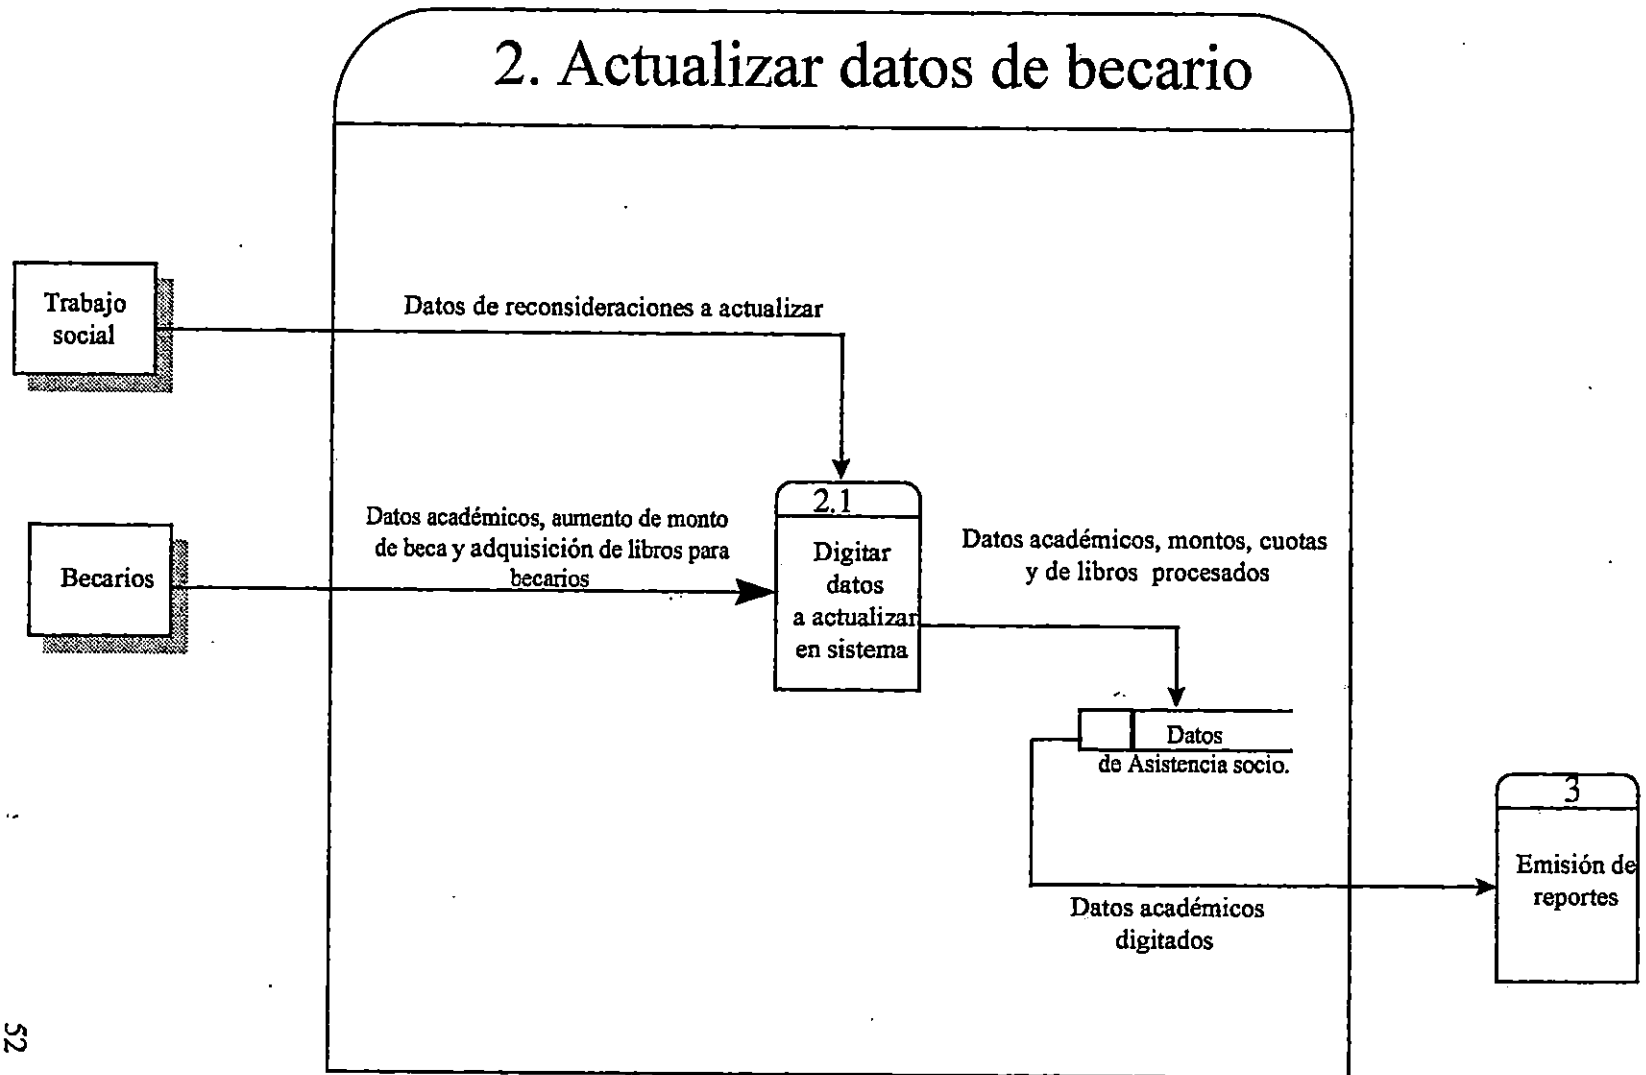 2. Actualizar datos de becario
Trabajo
social
Datos de reconsideraciones a actualizar
Becarios
Datos académicos, aumento de monto
de beca y adquisición de libros para
becarios
2.1
Digitar
datos
a actualizar
en sistema
Datos académicos, montos, cuotas
y de libros procesados
Datos
de Asistencia socio.
3
Emisión de
reportes
Datos académicos
digitados
52